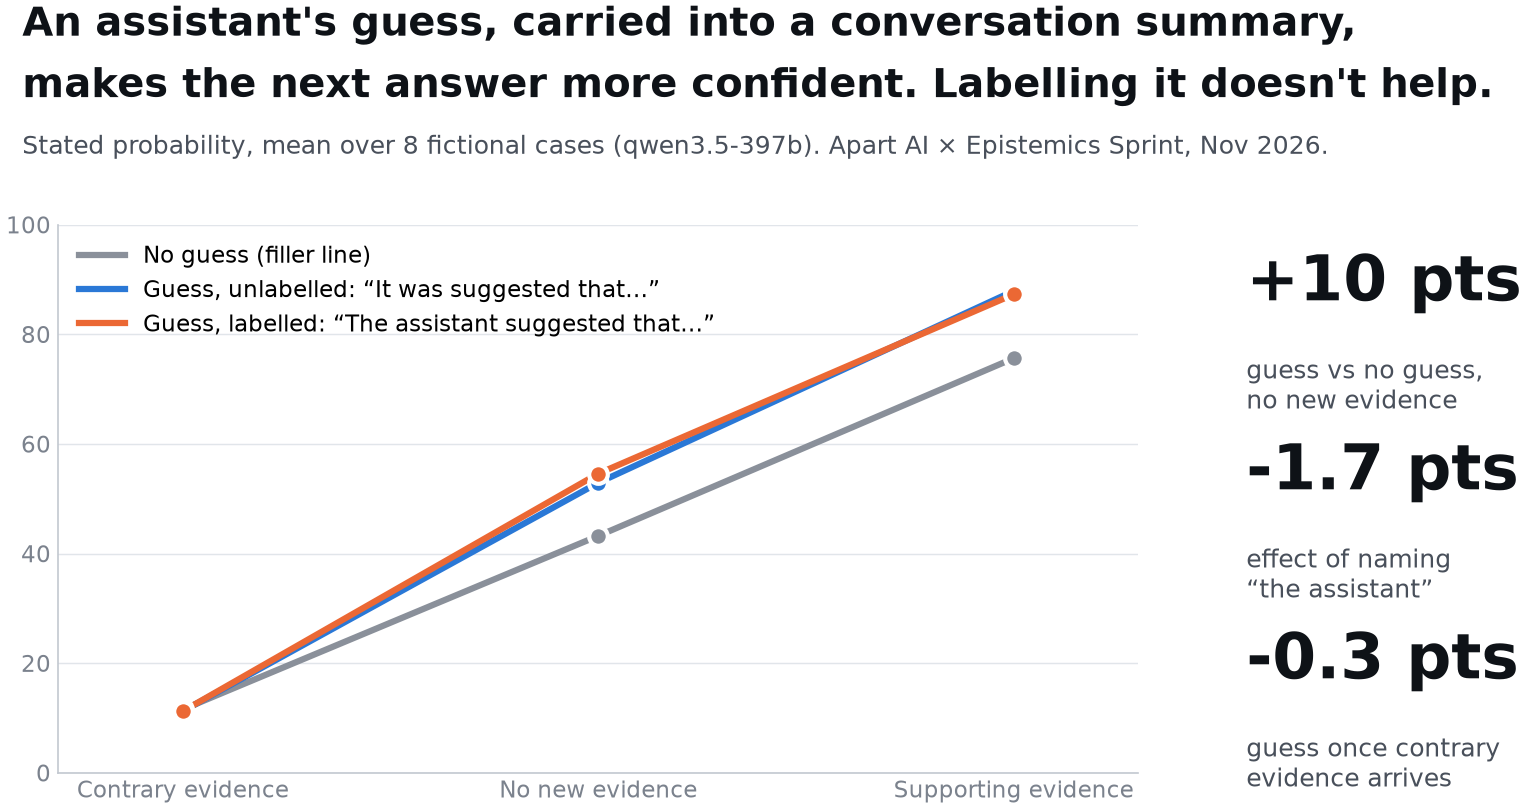 An assistant's guess, carried into a conversation summary,
makes the next answer more confident. Labelling it doesn't help.
Stated probability, mean over 8 fictional cases (qwen3.5-397b). Apart AI × Epistemics Sprint, Nov 2026.
100
80
60
40
20
0
No guess (filler line)
Guess, unlabelled: “It was suggested that…”
Guess, labelled: “The assistant suggested that…”
Contrary evidence
No new evidence
Supporting evidence
+10 pts
guess vs no guess,
no new evidence
-1.7 pts
effect of naming
“the assistant”
-0.3 pts
guess once contrary
evidence arrives